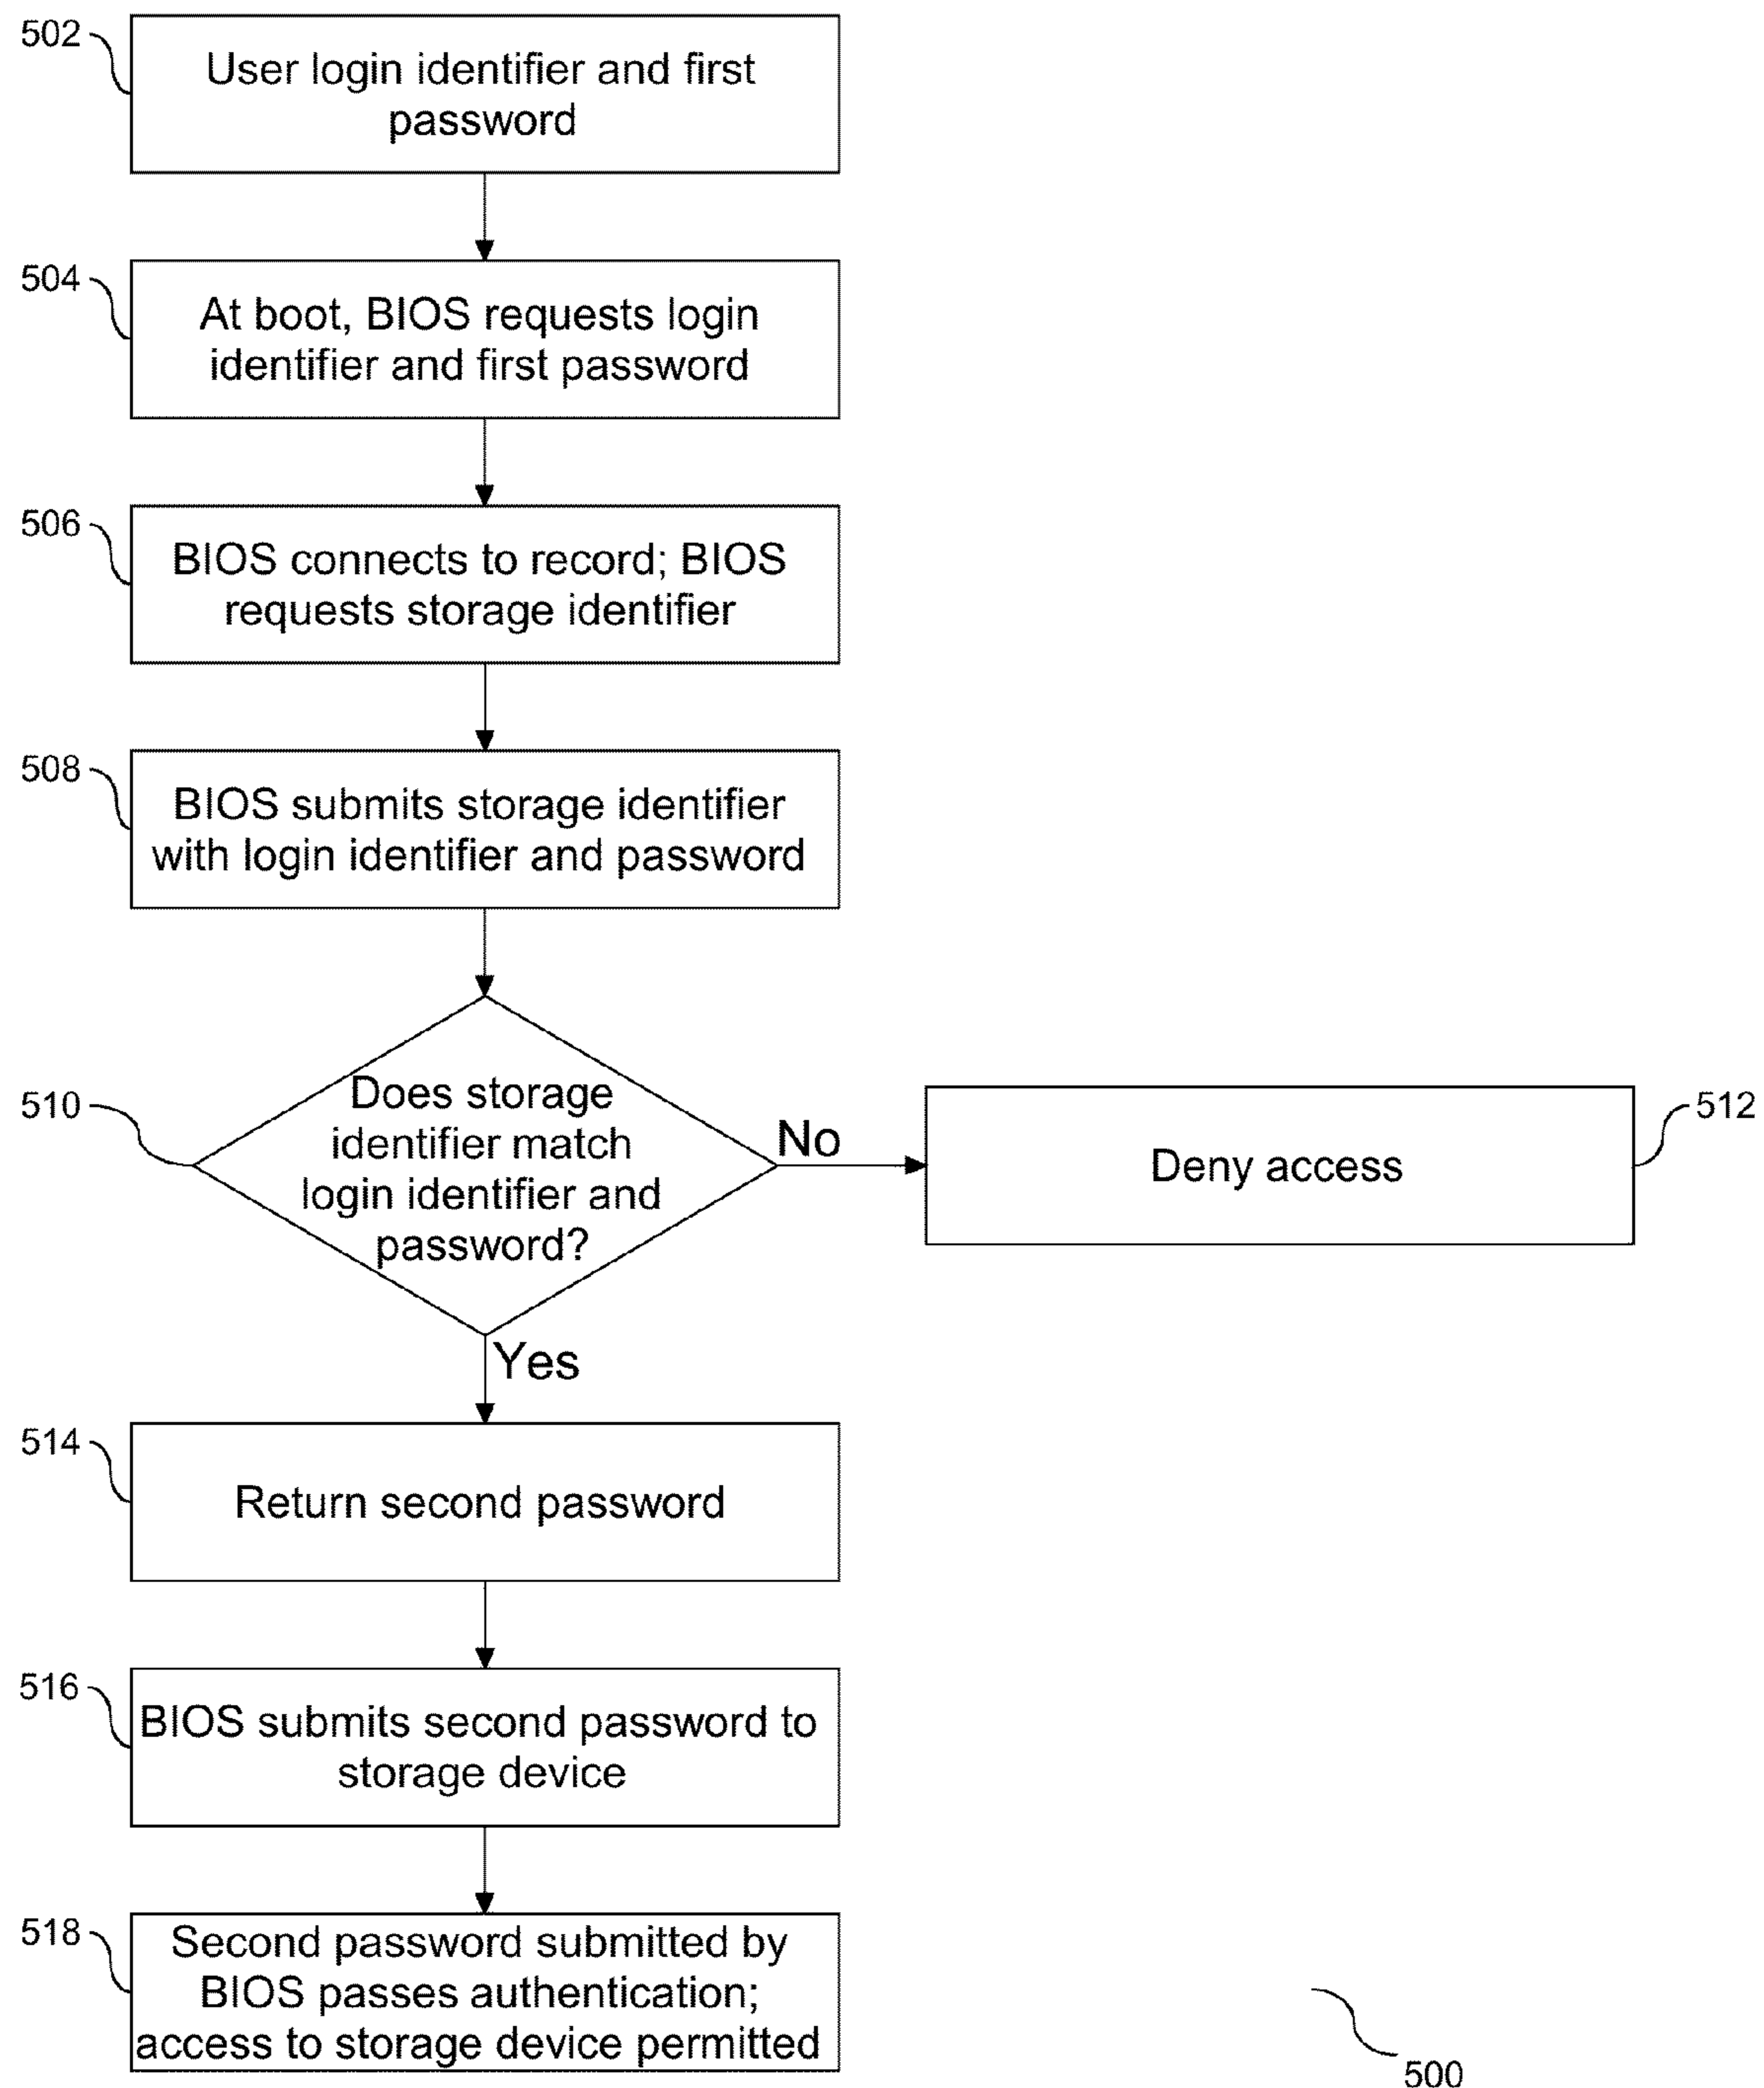 502
User login identifier and first
password
504
At boot, BIOS requests login
identifier and first password
506
BIOS connects to record; BIOS
requests storage identifier
508
BIOS submits storage identifier
with login identifier and password
510
Does storage
identifier match
login identifier and
password?
No
Deny access
512
Yes
514
Return second password
516
BIOS submits second password to
storage device
518
Second password submitted by
BIOS passes authentication;
access to storage device permitted
500